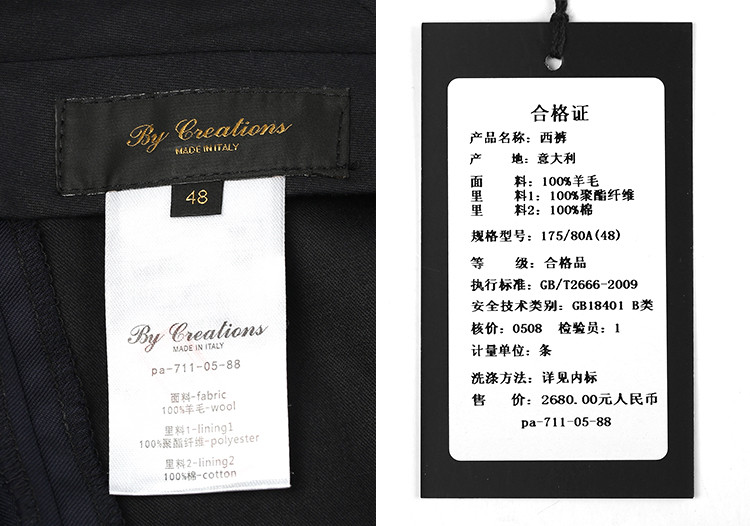 By Creations
MADE IN ITALY
48
By Creations
MADE IN ITALY
pa-711-05-88
面料-fabric
100%羊毛-wool
里料1-lining1
100%聚酯纤维-polyester
里料2-lining2
100%棉-cotton
合格证
产品名称：西裤
产 地：意大利
面 料：100%羊毛
里 料1：100%聚酯纤维
里 料2：100%棉
规格型号：175/80A(48)
等 级：合格品
执行标准：GB/T2666-2009
安全技术类别：GB18401 B类
核价：0508 检验员：1
计量单位：条
洗涤方法：详见内标
售 价：2680.00元人民币
pa-711-05-88